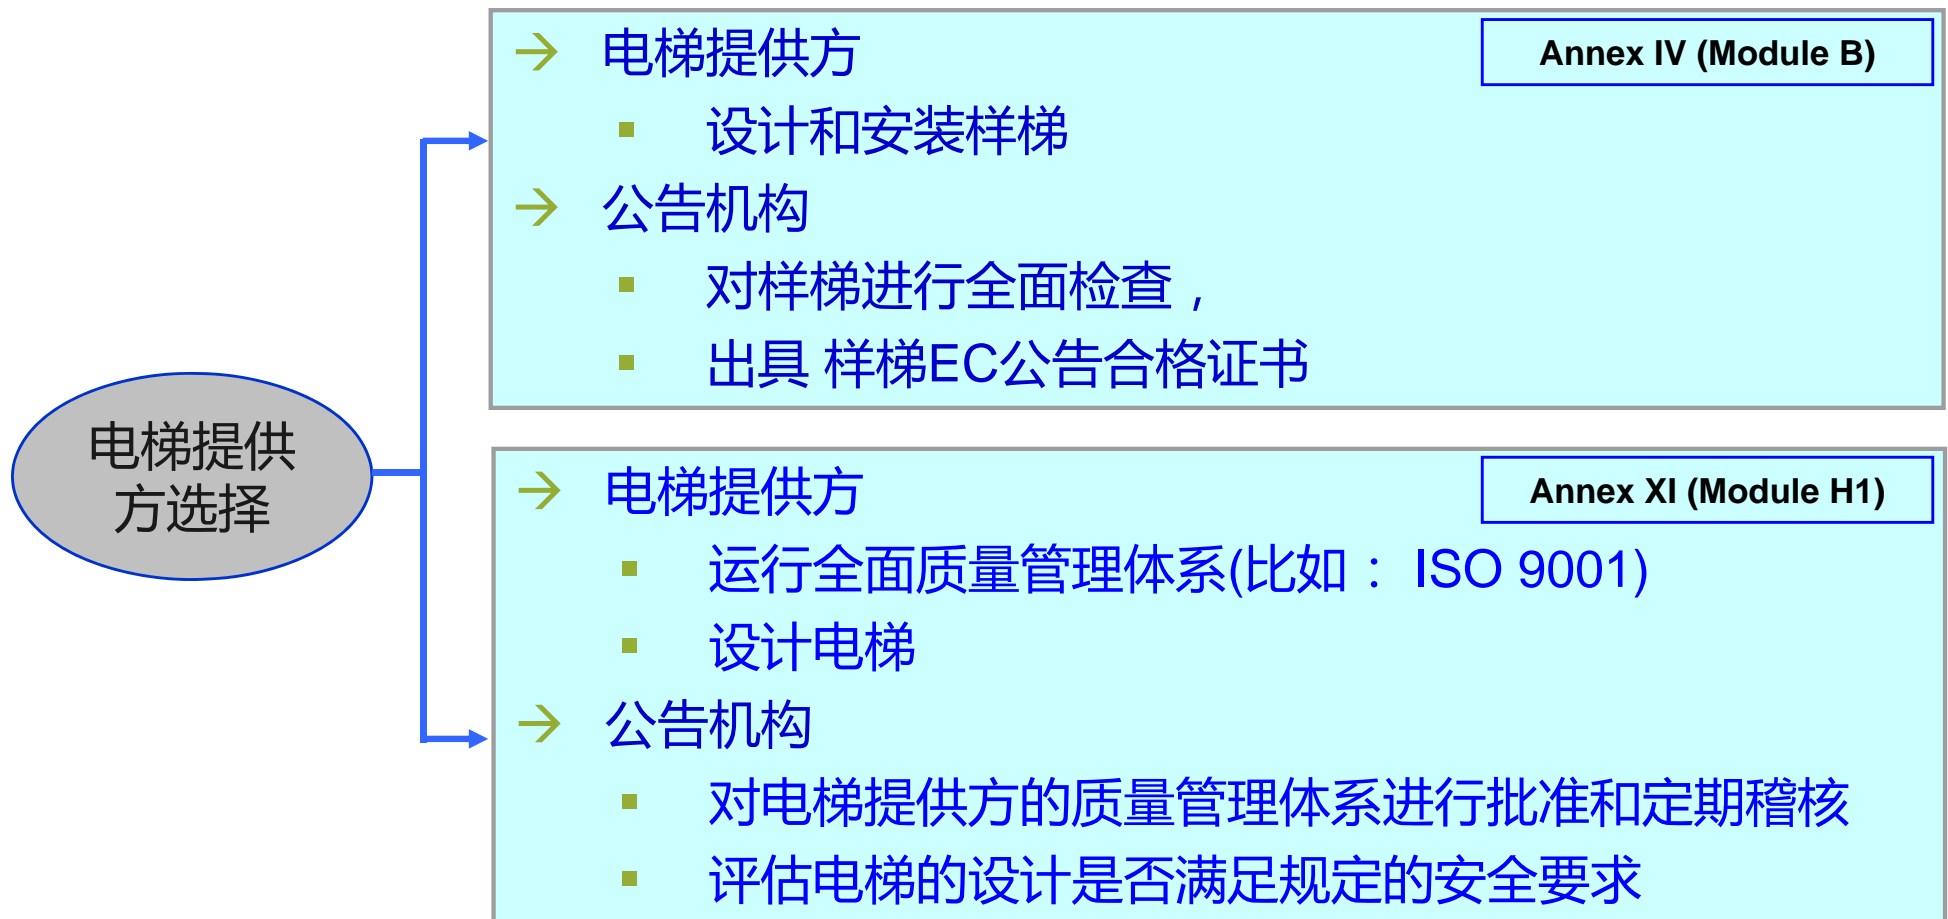 电梯提供方
Annex IV (Module B)
设计和安装样梯
公告机构
对样梯进行全面检查，
出具 样梯EC公告合格证书
电梯提供
方选择
电梯提供方
Annex XI (Module H1)
运行全面质量管理体系(比如： ISO 9001)
设计电梯
公告机构
对电梯提供方的质量管理体系进行批准和定期稽核
评估电梯的设计是否满足规定的安全要求